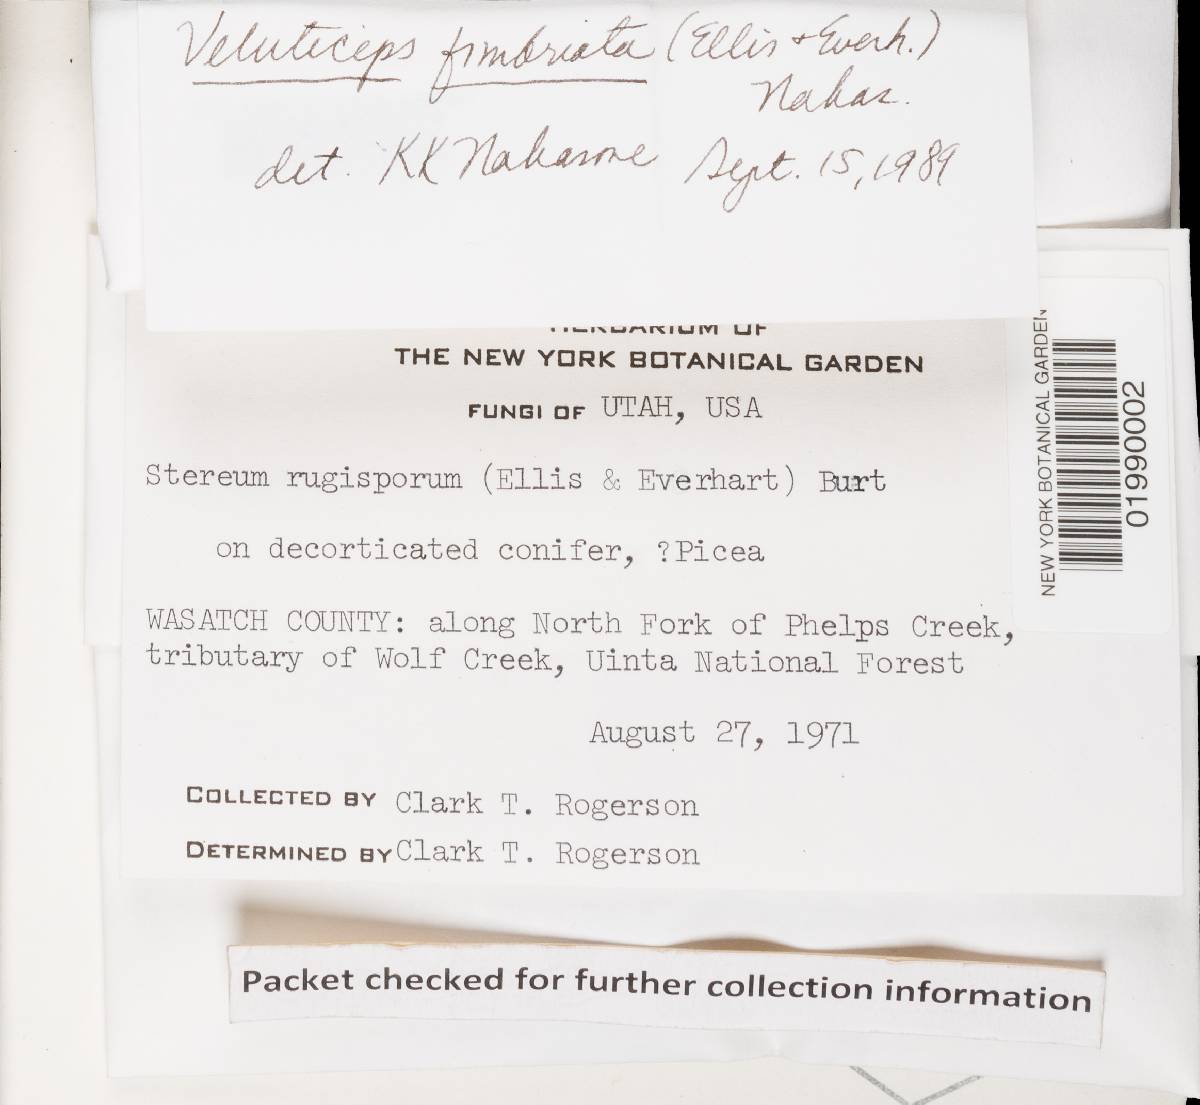 Veluticeps fimbriata (Ellis + Everh.)
Nakas.
det. KK Nakasone Sept. 15, 1989
HERBARIUM OF
THE NEW YORK BOTANICAL GARDEN
FUNGI OF UTAH, USA
Stereum rugisporum (Ellis & Everhart) Burt
on decorticated conifer, ?Picea
WASATCH COUNTY: along North Fork of Phelps Creek,
tributary of Wolf Creek, Uinta National Forest
August 27, 1971
COLLECTED BY Clark T. Rogerson
DETERMINED BY Clark T. Rogerson
NEW YORK BOTANICAL GARDEN
01990002
Packet checked for further collection information